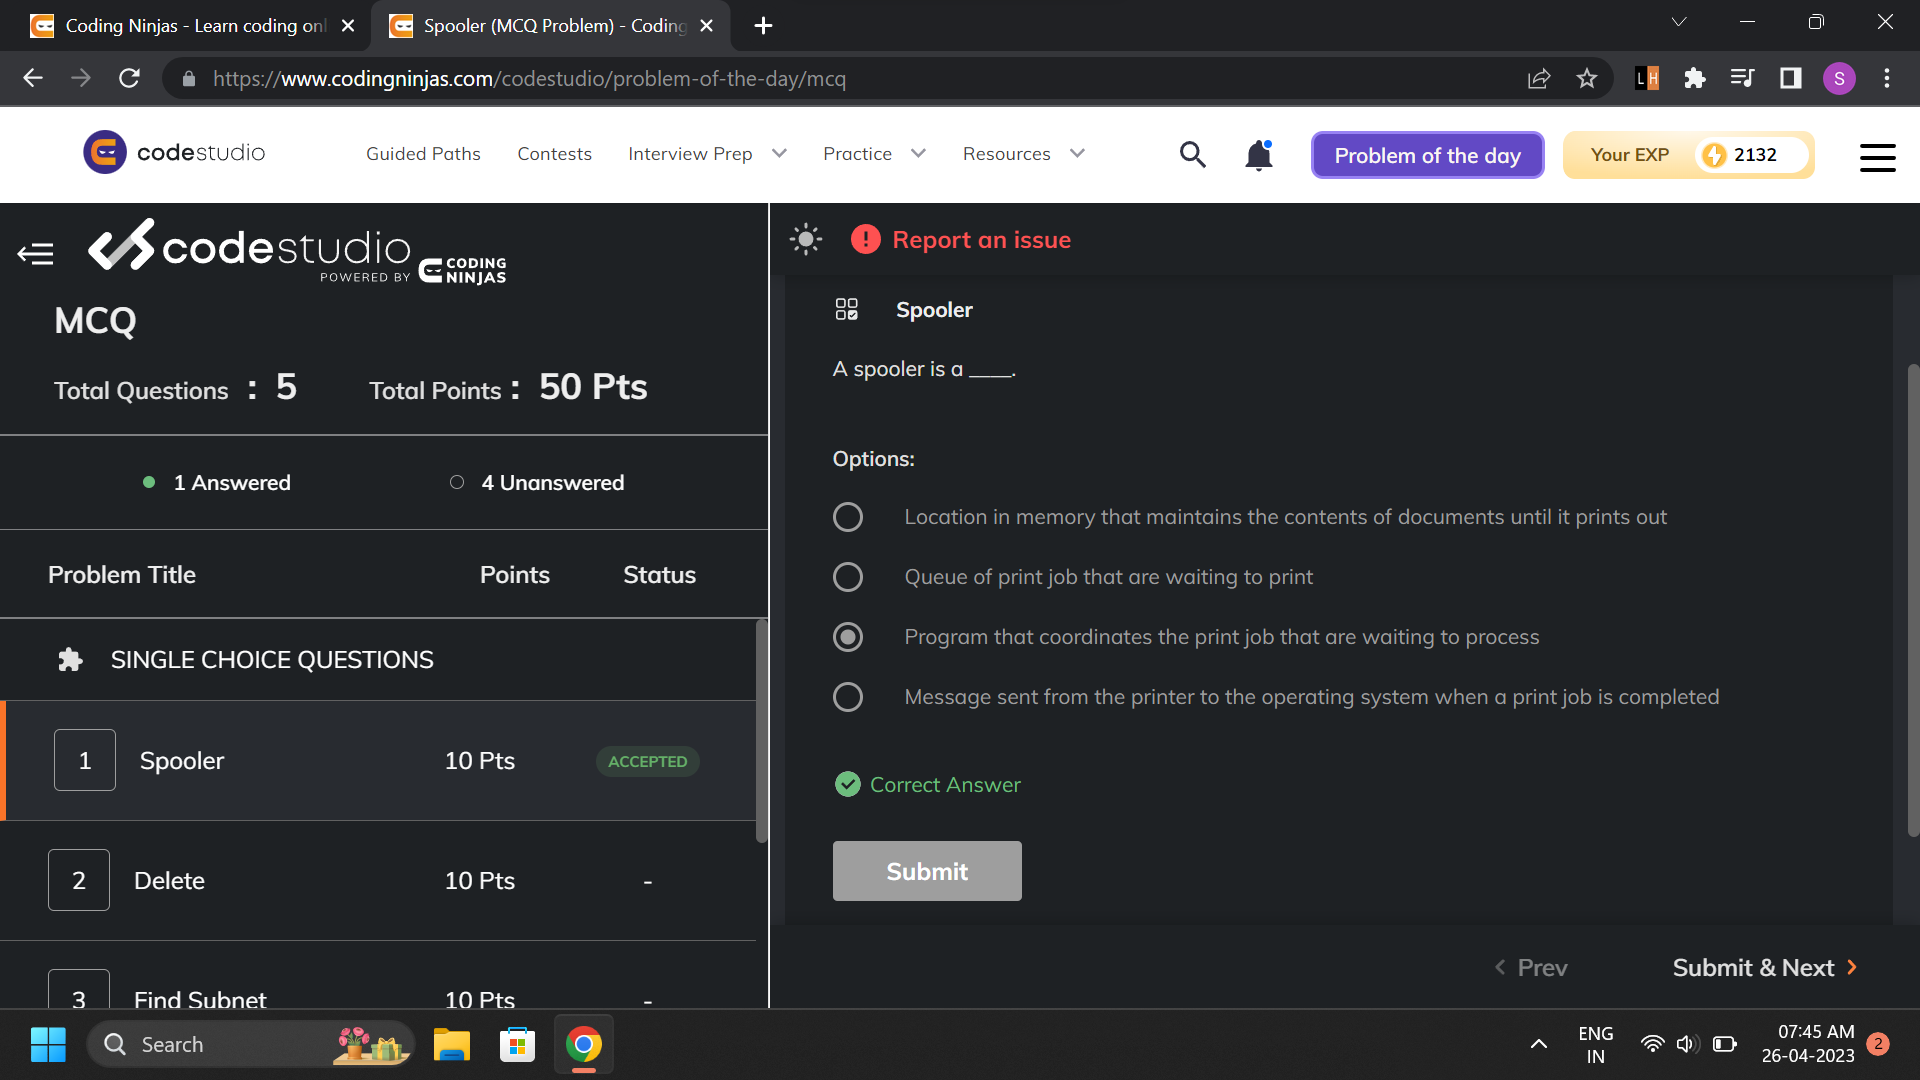 Coding Ninjas - Learn coding onl
Spooler (MCQ Problem) - Coding
https://www.codingninjas.com/codestudio/problem-of-the-day/mcq
L H
S
codestudio
Guided Paths
Contests
Interview Prep
Practice
Resources
Problem of the day
Your EXP
2132
codestudio
POWERED BY
CODING
NINJAS
MCQ
Total Questions : 5
Total Points : 50 Pts
1 Answered
4 Unanswered
Problem Title
Points
Status
SINGLE CHOICE QUESTIONS
1
Spooler
10 Pts
ACCEPTED
2
Delete
10 Pts
-
3
Find Subnet
10 Pts
-
Report an issue
Spooler
A spooler is a ____.
Options:
Location in memory that maintains the contents of documents until it prints out
Queue of print job that are waiting to print
Program that coordinates the print job that are waiting to process
Message sent from the printer to the operating system when a print job is completed
Correct Answer
Submit
Prev
Submit & Next
Search
ENG
IN
07:45 AM
26-04-2023
2